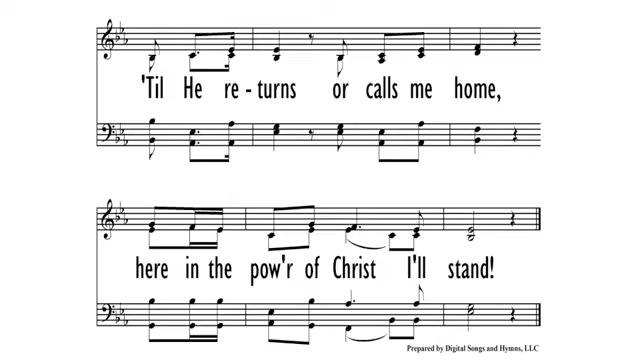 'Til He re - turns or calls me home,
here in the pow'r of Christ I'll stand!
Prepared by Digital Songs and Hymns, LLC